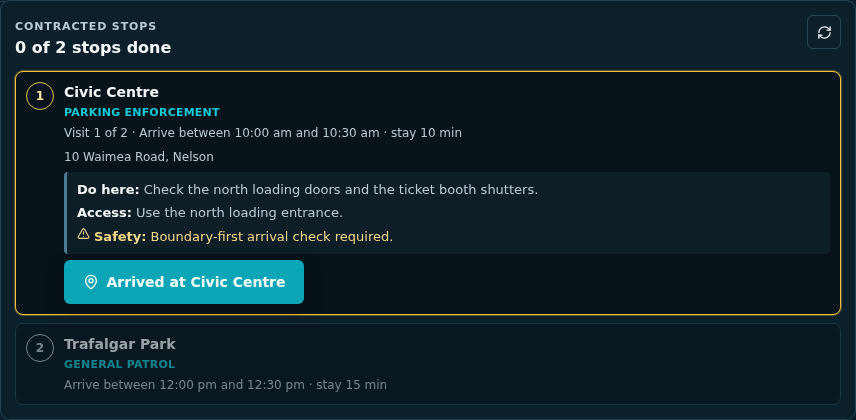 CONTRACTED STOPS
0 of 2 stops done
1
Civic Centre
PARKING ENFORCEMENT
Visit 1 of 2 · Arrive between 10:00 am and 10:30 am · stay 10 min
10 Waimea Road, Nelson
Do here: Check the north loading doors and the ticket booth shutters.
Access: Use the north loading entrance.
Safety: Boundary-first arrival check required.
Arrived at Civic Centre
2
Trafalgar Park
GENERAL PATROL
Arrive between 12:00 pm and 12:30 pm · stay 15 min